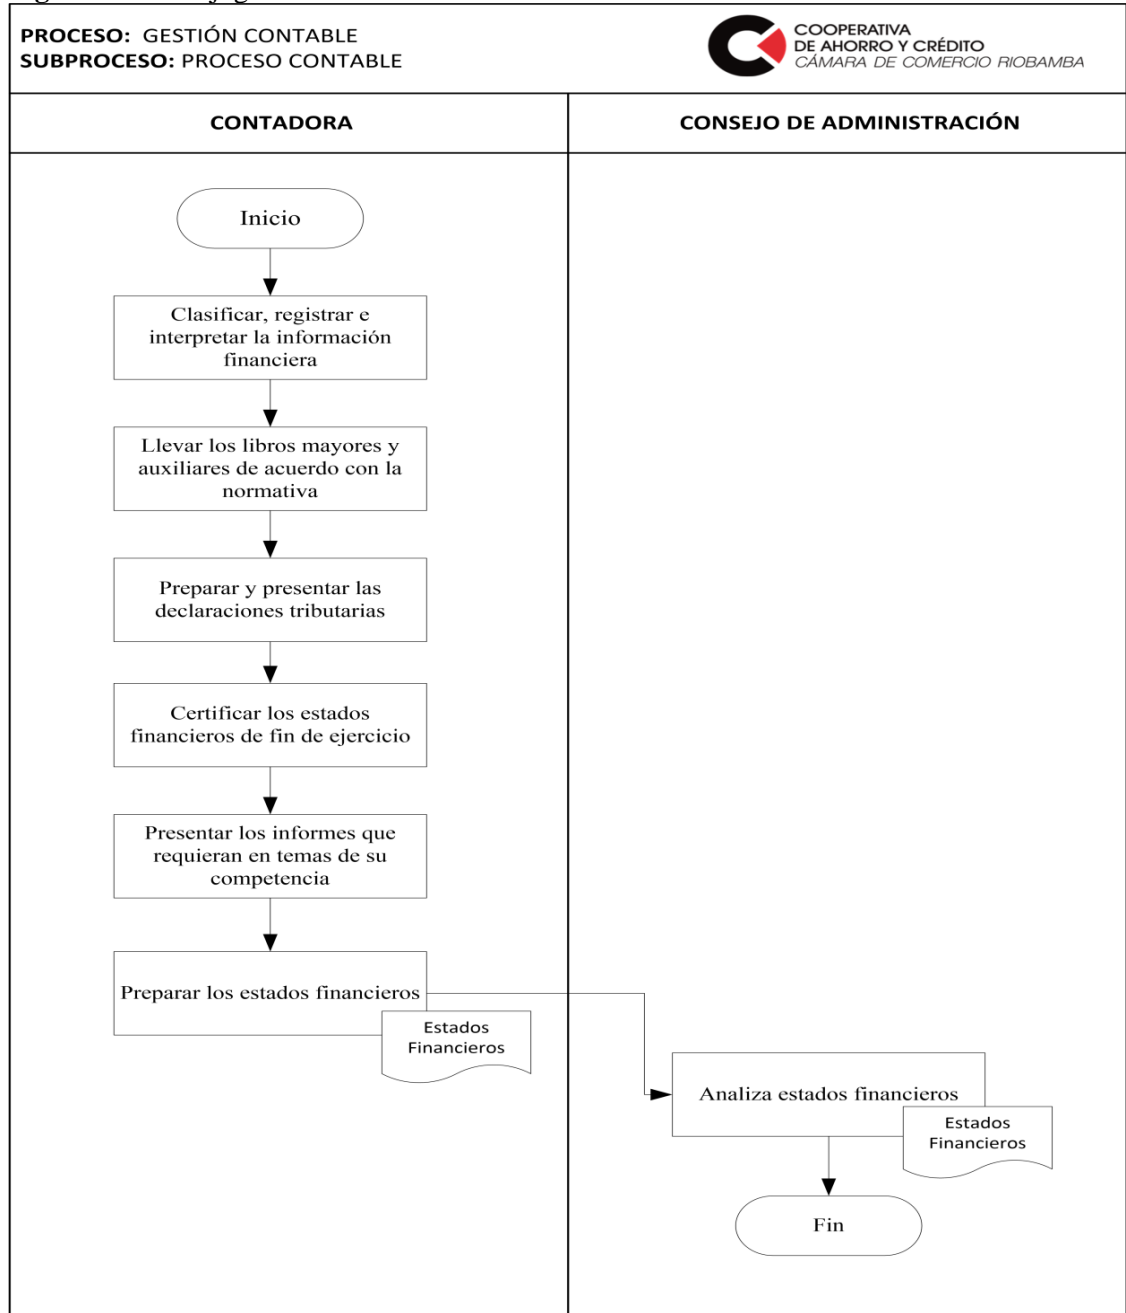 PROCESO: GESTIÓN CONTABLE
SUBPROCESO: PROCESO CONTABLE
COOPERATIVA
DE AHORRO Y CRÉDITO
CÁMARA DE COMERCIO RIOBAMBA
CONTADORA
CONSEJO DE ADMINISTRACIÓN
Inicio
Clasificar, registrar e
interpretar la información
financiera
Llevar los libros mayores y
auxiliares de acuerdo con la
normativa
Preparar y presentar las
declaraciones tributarias
Certificar los estados
financieros de fin de ejercicio
Presentar los informes que
requieran en temas de su
competencia
Preparar los estados financieros
Estados
Financieros
Analiza estados financieros
Estados
Financieros
Fin